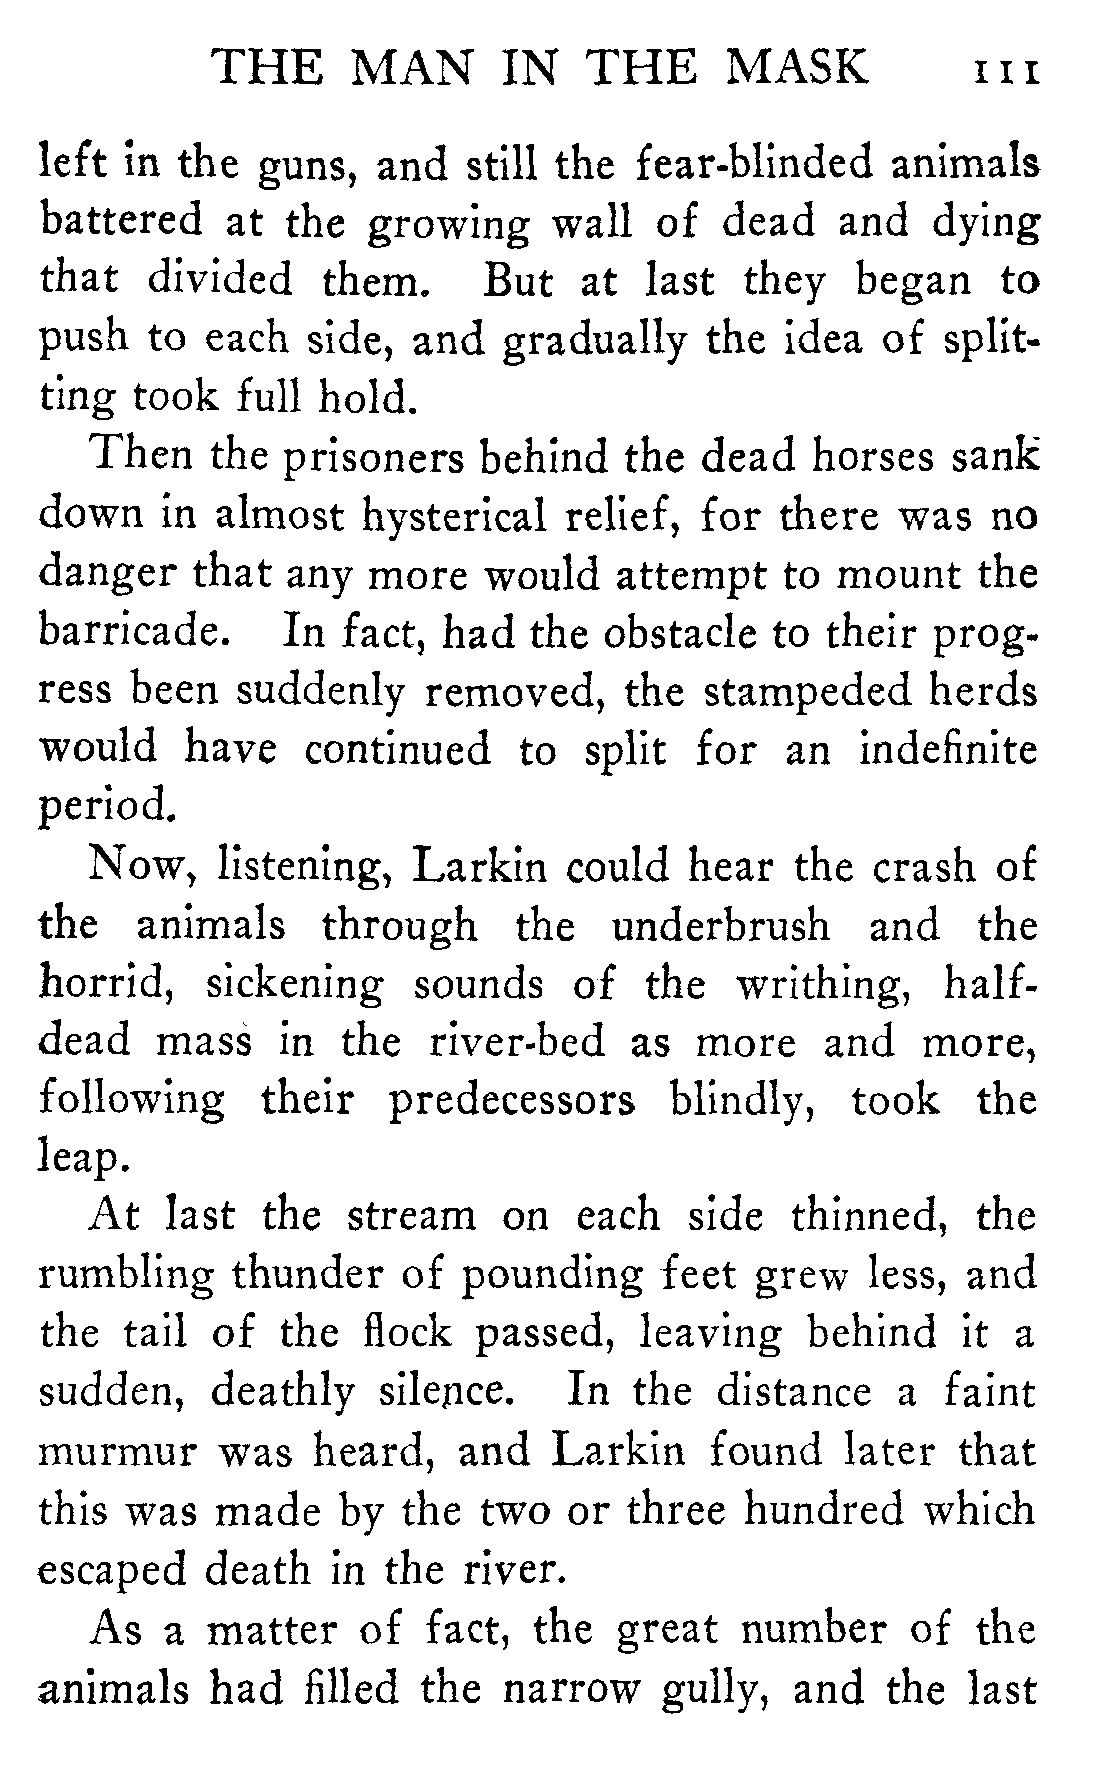 THE MAN IN THE MASK 111
left in the guns, and still the fear-blinded animals
battered at the growing wall of dead and dying
that divided them. But at last they began to
push to each side, and gradually the idea of split-
ting took full hold.
Then the prisoners behind the dead horses sank
down in almost hysterical relief, for there was no
danger that any more would attempt to mount the
barricade. In fact, had the obstacle to their prog-
ress been suddenly removed, the stampeded herds
would have continued to split for an indefinite
period.
Now, listening, Larkin could hear the crash of
the animals through the underbrush and the
horrid, sickening sounds of the writhing, half-
dead mass in the river-bed as more and more,
following their predecessors blindly, took the
leap.
At last the stream on each side thinned, the
rumbling thunder of pounding feet grew less, and
the tail of the flock passed, leaving behind it a
sudden, deathly silence. In the distance a faint
murmur was heard, and Larkin found later that
this was made by the two or three hundred which
escaped death in the river.
As a matter of fact, the great number of the
animals had filled the narrow gully, and the last